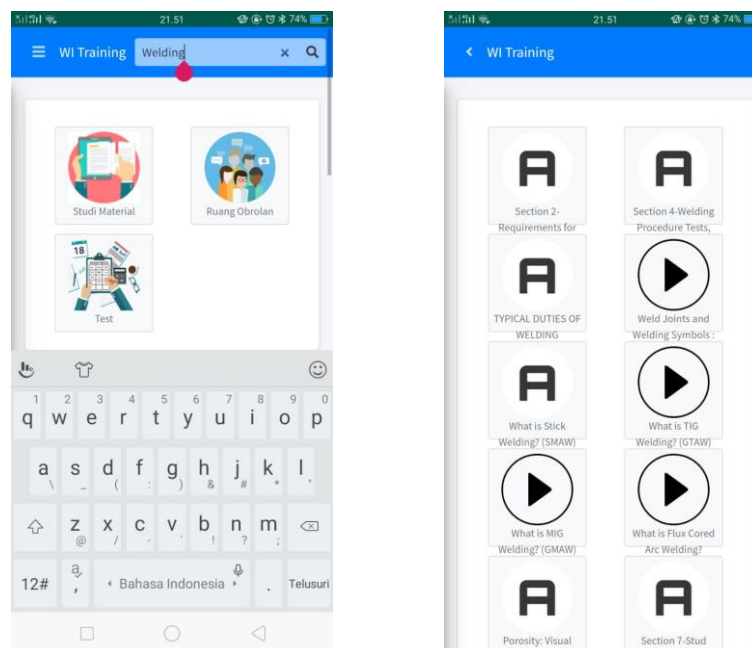 21.51
74%
WI Training
Welding
Studi Material
Ruang Obrolan
18
Test
1 2 3 4 5 6 7 8 9 0
q w e r t y u i o p
a s d f g h j k l
\ _ ( : ) & # * "
z x c v b n m
@ / - ' ! ? ;
12# a , Bahasa Indonesia . Telusuri
21.51
74%
WI Training
Section 2-
Requirements for
Section 4-Welding
Procedure Tests,
TYPICAL DUTIES OF
WELDING
Weld Joints and
Welding Symbols :
What is Stick
Welding? (SMAW)
What is TIG
Welding? (GTAW)
What is MIG
Welding? (GMAW)
What is Flux Cored
Arc Welding?
Porosity: Visual
Section 7-Stud